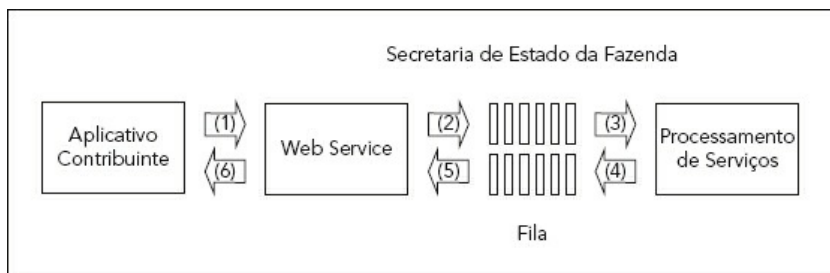 Secretaria de Estado da Fazenda
Aplicativo
Contribuinte
(1)
(6)
Web Service
(2)
(5)
(3)
(4)
Processamento
de Serviços
Fila